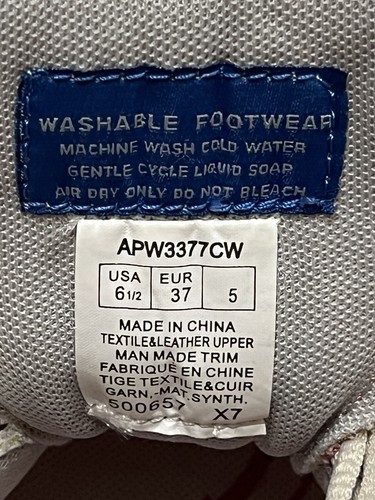 WASHABLE FOOTWEAR
MACHINE WASH COLD WATER
GENTLE CYCLE LIQUID SOAP
AIR DRY ONLY DO NOT BLEACH
APW3377CW
USA EUR
6 1/2 37 5
MADE IN CHINA
TEXTILE&LEATHER UPPER
MAN MADE TRIM
FABRIQUÉ EN CHINE
TIGE TEXTILE&CUIR
GARN.-MAT.SYNTH.
500657 X7